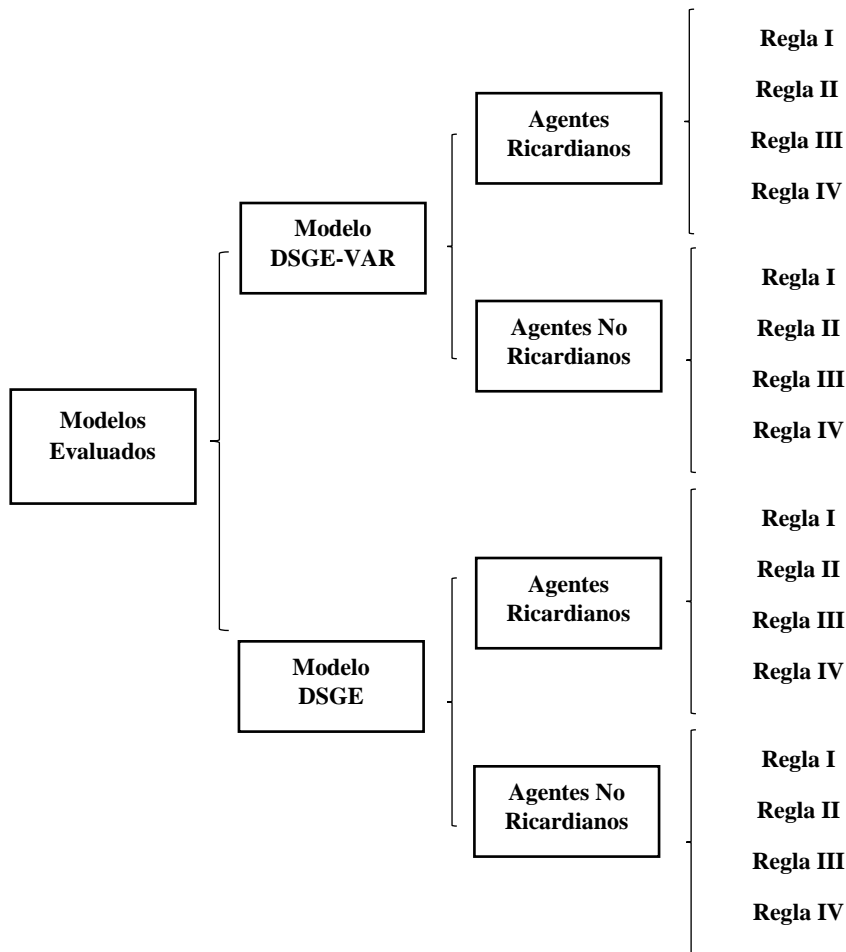 Modelos
Evaluados
Modelo
DSGE-VAR
Agentes
Ricardianos
Regla I
Regla II
Regla III
Regla IV
Agentes No
Ricardianos
Regla I
Regla II
Regla III
Regla IV
Modelo
DSGE
Agentes
Ricardianos
Regla I
Regla II
Regla III
Regla IV
Agentes No
Ricardianos
Regla I
Regla II
Regla III
Regla IV